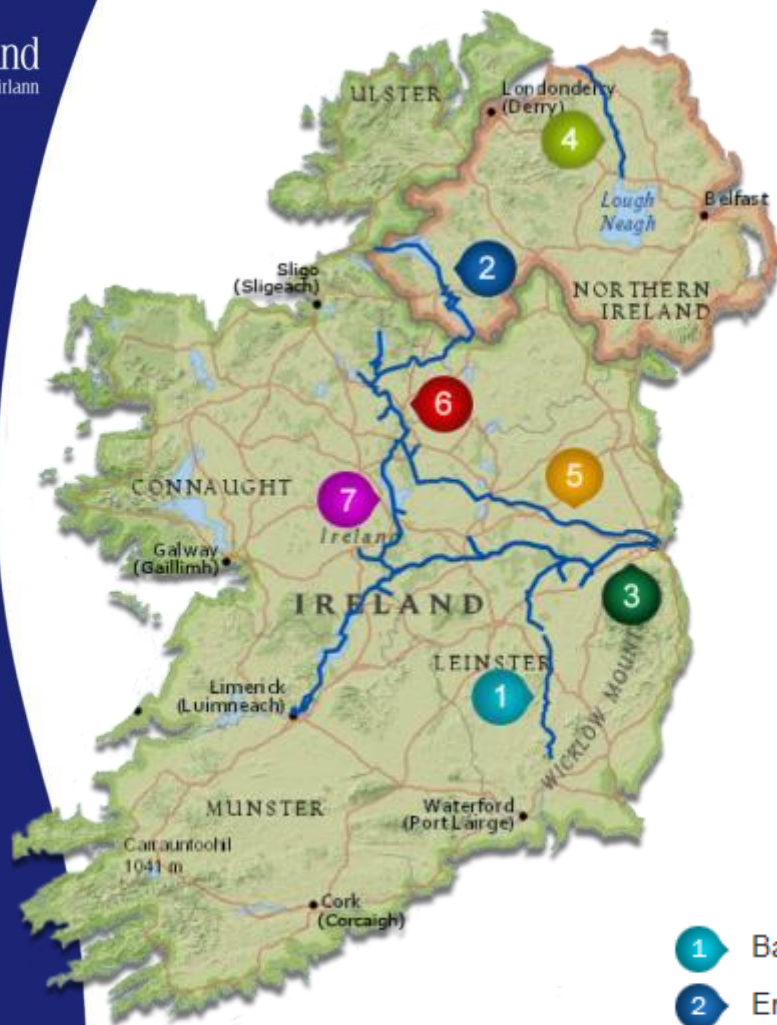 nd
irlann
ULSTER
Londonderry
(Derry)
4
Lough
Neagh
Belfast
2
Sligo
(Sligeach)
NORTHERN
IRELAND
6
5
CONNAUGHT
7
Ireland
Galway
(Gaillimh)
IRELAND
3
LEINSTER
1
Limerick
(Luimneach)
WICKLOW MOUNT
MUNSTER
Waterford
(Port Láirge)
Carrauntoohil
1041 m
Cork
(Corcaigh)
1 Ba
2 Er